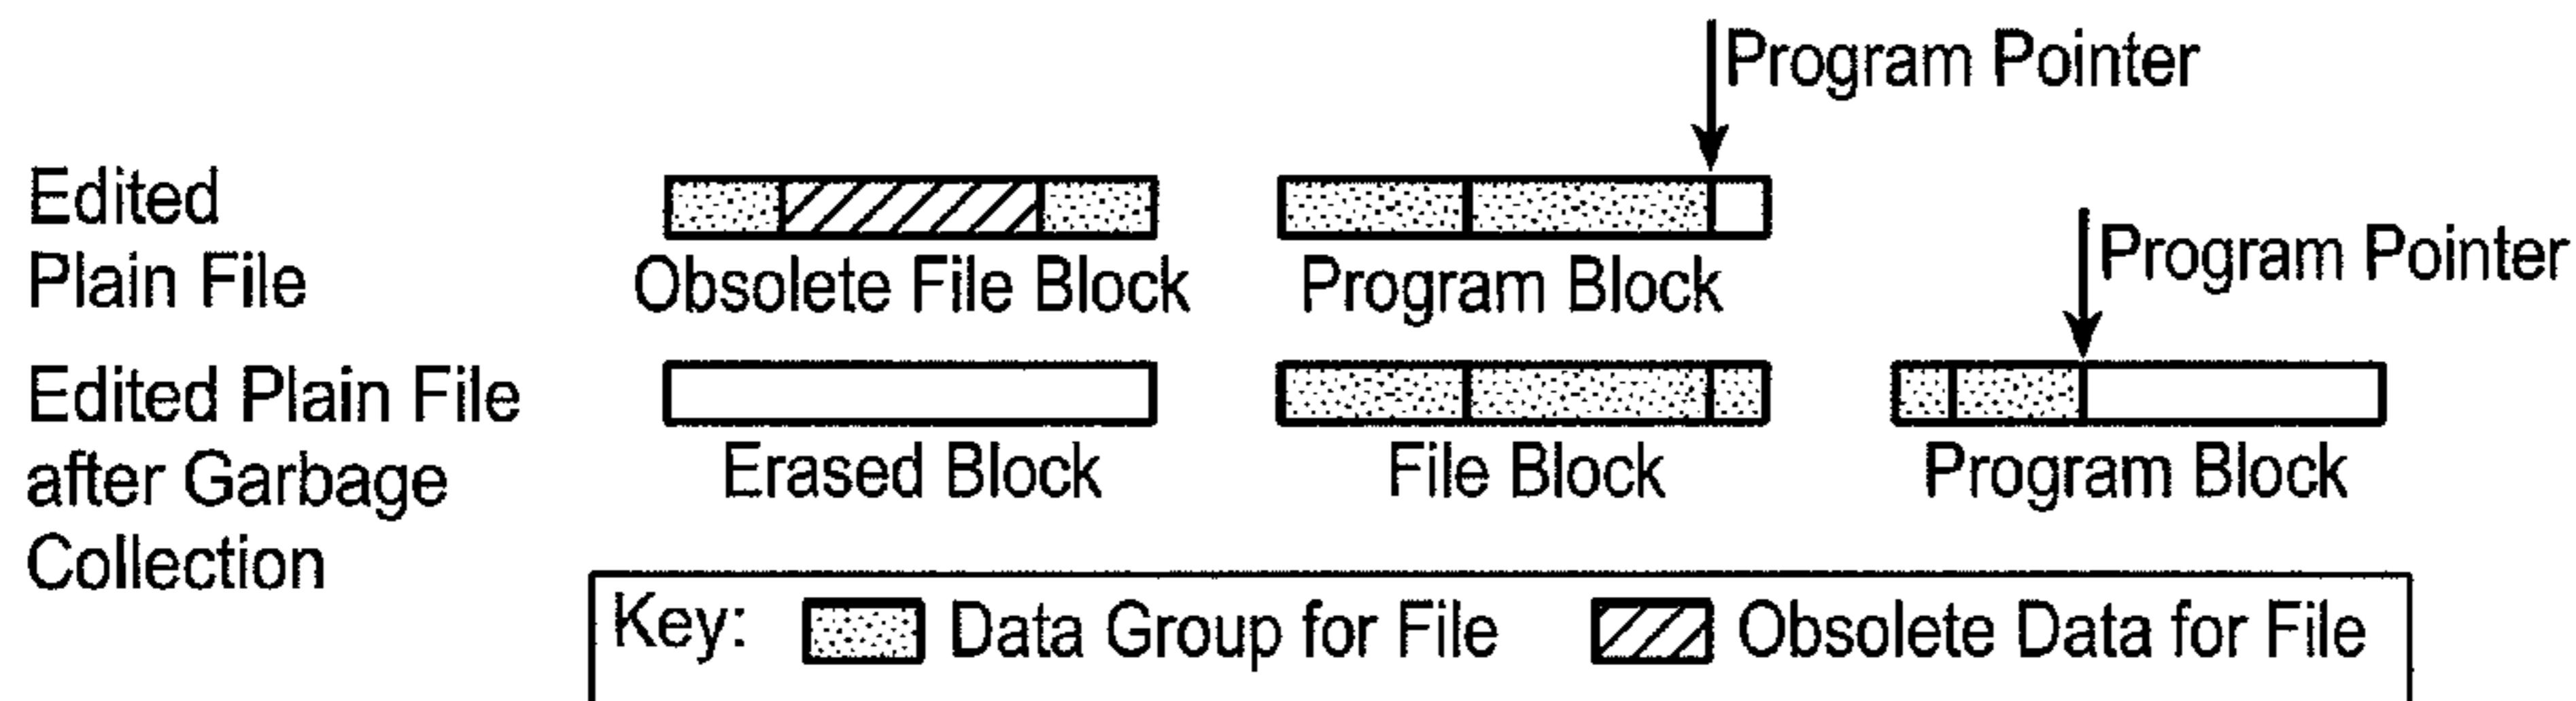 Program Pointer
Edited
Plain File
Obsolete File Block
Program Block
Program Pointer
Edited Plain File
after Garbage
Collection
Erased Block
File Block
Program Block
Key:
Data Group for File
Obsolete Data for File